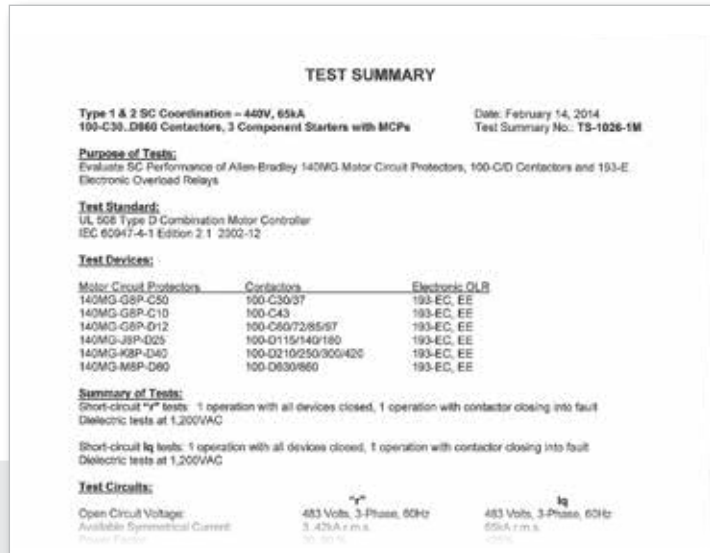 TEST SUMMARY
Type 1 & 2 SC Coordination – 440V, 65kA
Date: February 14, 2014
100-C30..D860 Contactors, 3 Component Starters with MCPs
Test Summary No.: TS-1026-1M
Purpose of Tests:
Evaluate SC Performance of Allen-Bradley 140MG Motor Circuit Protectors, 100-C/D Contactors and 193-E
Electronic Overload Relays
Test Standard:
UL 508 Type D Combination Motor Controller
IEC 60947-4-1 Edition 2.1 2002-12
Test Devices:
Motor Circuit Protectors Contactors Electronic OLR
140MG-G8P-C50 100-C30/37 193-EC, EE
140MG-G8P-C10 100-C43 193-EC, EE
140MG-G8P-D12 100-C60/72/85/97 193-EC, EE
140MG-J8P-D25 100-D115/140/180 193-EC, EE
140MG-K8P-D40 100-D210/250/300/420 193-EC, EE
140MG-M8P-D80 100-D630/860 193-EC, EE
Summary of Tests:
Short-circuit "r" tests: 1 operation with all devices closed, 1 operation with contactor closing into fault
Dielectric tests at 1,200VAC
Short-circuit Iq tests: 1 operation with all devices closed, 1 operation with contactor closing into fault
Dielectric tests at 1,200VAC
Test Circuits:
"r" Iq
Open Circuit Voltage: 483 Volts, 3-Phase, 60Hz 483 Volts, 3-Phase, 60Hz
Available Symmetrical Current: 3..42kA r.m.s. 65kA r.m.s.
Power Factor